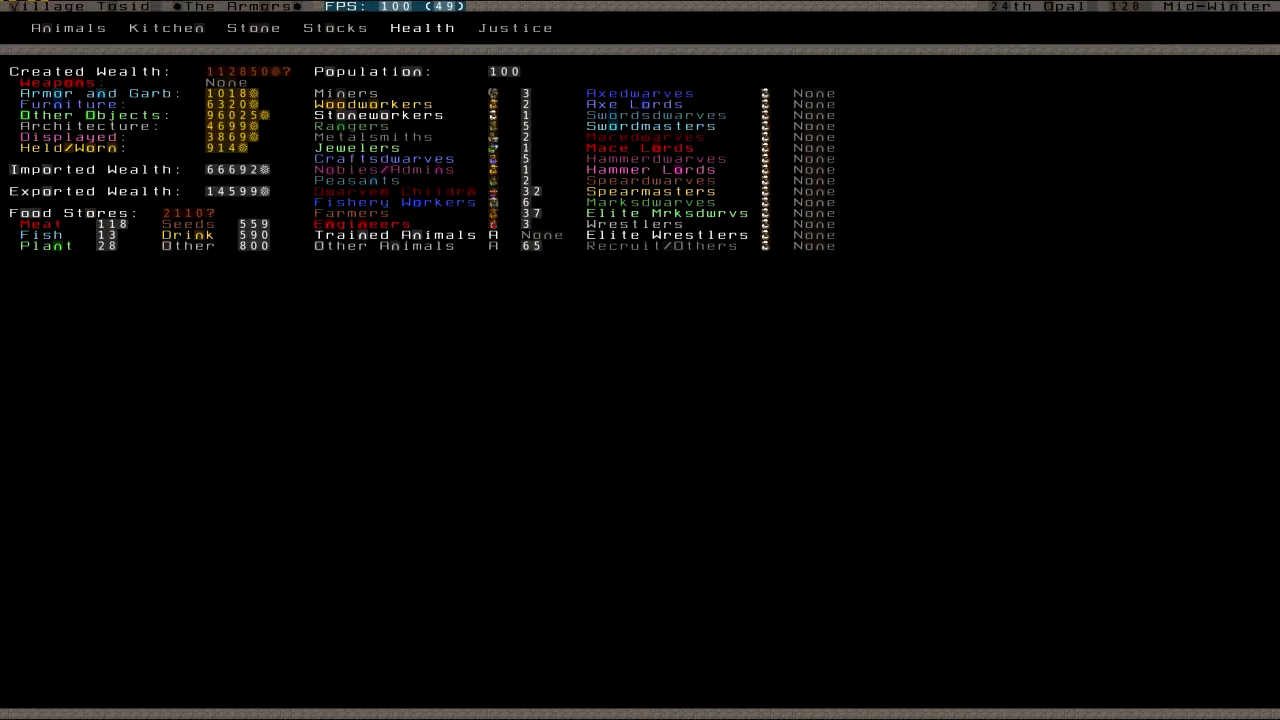 Village Tosid •The Armors• FPS: 100 (49) 24th Opal 128 Mid-Winter
Animals Kitchen Stone Stocks Health Justice
Created Wealth: 112850☼? Population: 100
Weapons: None
Armor and Garb: 1018☼ Miners 3 Axedwarves None
Furniture: 6320☼ Woodworkers 2 Axe Lords None
Other Objects: 96025☼ Stoneworkers 1 Swordsdwarves None
Architecture: 4699☼ Rangers 5 Swordmasters None
Displayed: 3869☼ Metalsmiths 2 Macedwarves None
Held/Worn: 914☼ Jewelers 1 Mace Lords None
Craftsdwarves 5 Hammerdwarves None
Imported Wealth: 66692☼ Nobles/Admins 1 Hammer Lords None
Peasants 2 Speardwarves None
Exported Wealth: 14599☼ Dwarven Childrn 32 Spearmasters None
Fishery Workers 6 Marksdwarves None
Food Stores: 2110? Farmers 37 Elite Mrksdwrvs None
Meat 118 Seeds 559 Engineers 3 Wrestlers None
Fish 13 Drink 590 Trained Animals A None Elite Wrestlers None
Plant 28 Other 800 Other Animals A 65 Recruit/Others None